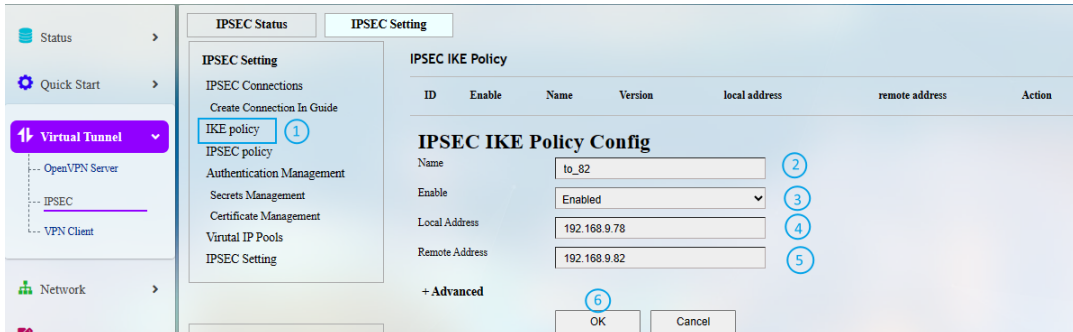 IPSEC Status
IPSEC Setting
Status
Quick Start
Virtual Tunnel
OpenVPN Server
IPSEC
VPN Client
Network
IPSEC Setting
IPSEC Connections
Create Connection In Guide
IKE policy 1
IPSEC policy
Authentication Management
Secrets Management
Certificate Management
Virutal IP Pools
IPSEC Setting
IPSEC IKE Policy
ID Enable Name Version local address remote address Action
IPSEC IKE Policy Config
Name to_82 2
Enable Enabled 3
Local Address 192.168.9.78 4
Remote Address 192.168.9.82 5
+ Advanced
6
OK Cancel